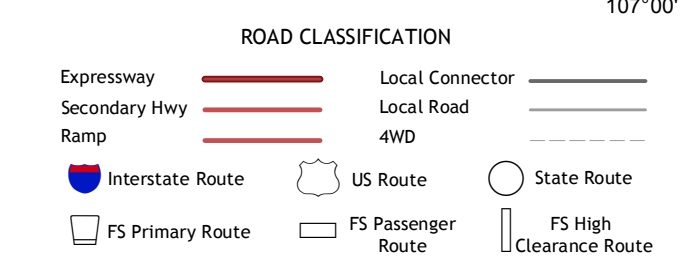 107°00'
ROAD CLASSIFICATION
Expressway
Local Connector
Secondary Hwy
Local Road
Ramp
4WD
Interstate Route
US Route
State Route
FS Primary Route
FS Passenger
Route
FS High
Clearance Route